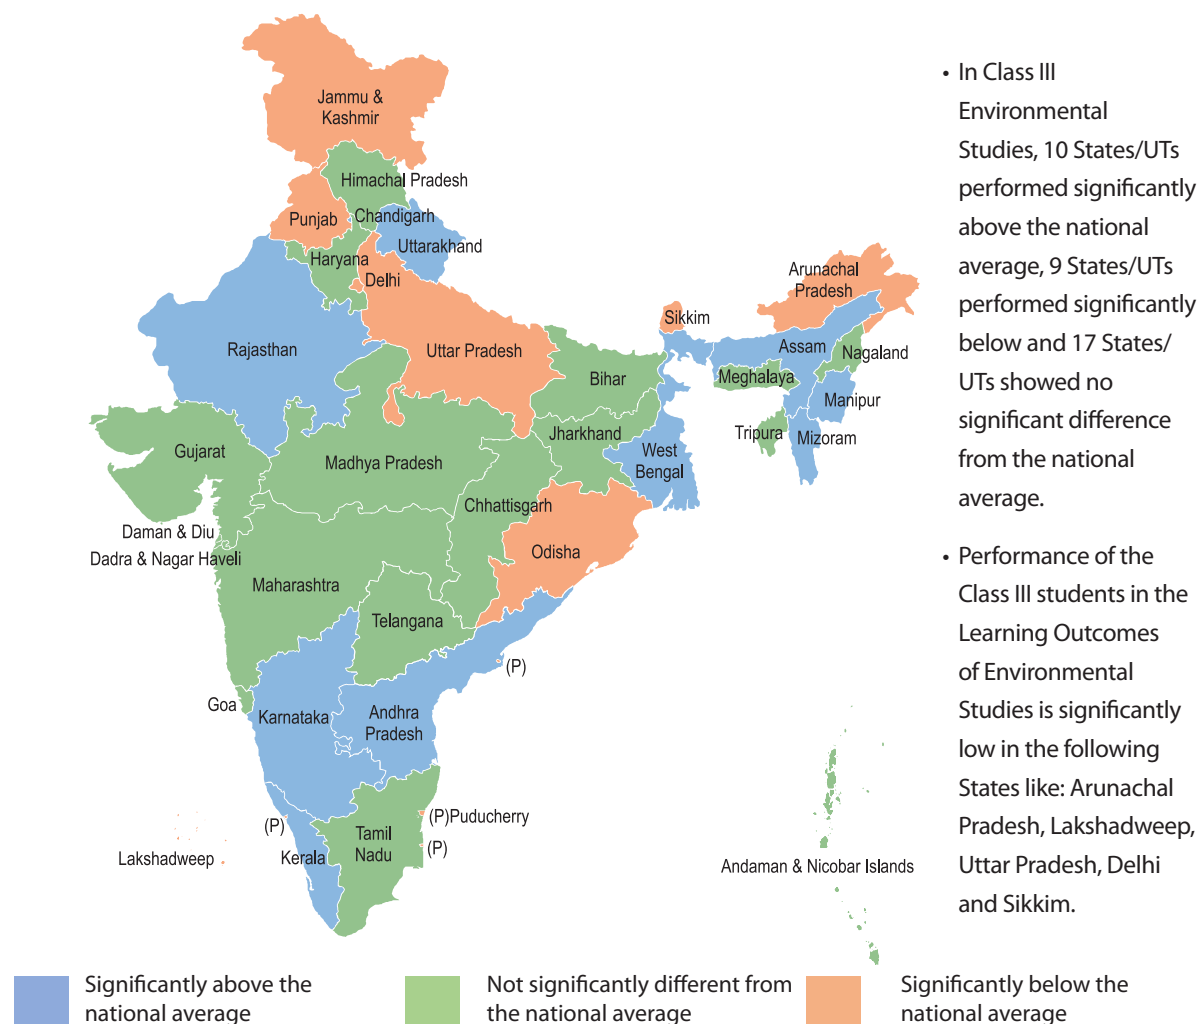 Jammu &
Kashmir
Himachal Pradesh
Punjab
Chandigarh
Uttarakhand
Haryana
Delhi
Arunachal
Pradesh
Sikkim
Rajasthan
Uttar Pradesh
Assam
Nagaland
Bihar
Meghalaya
Manipur
Jharkhand
Tripura
Mizoram
Gujarat
Madhya Pradesh
West
Bengal
Chhattisgarh
Daman & Diu
Dadra & Nagar Haveli
Odisha
Maharashtra
Telangana
(P)
Goa
Karnataka
Andhra
Pradesh
(P)
(P)Puducherry
Tamil
Nadu
(P)
Lakshadweep
Kerala
Andaman & Nicobar Islands
• In Class III
Environmental
Studies, 10 States/UTs
performed significantly
above the national
average, 9 States/UTs
performed significantly
below and 17 States/
UTs showed no
significant difference
from the national
average.
• Performance of the
Class III students in the
Learning Outcomes
of Environmental
Studies is significantly
low in the following
States like: Arunachal
Pradesh, Lakshadweep,
Uttar Pradesh, Delhi
and Sikkim.
Significantly above the
national average
Not significantly different from
the national average
Significantly below the
national average